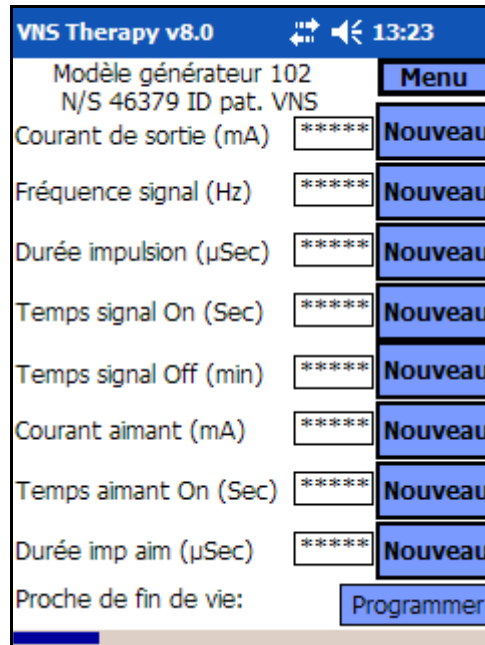 VNS Therapy v8.0 13:23
Modèle générateur 102 Menu
N/S 46379 ID pat. VNS
Courant de sortie (mA) ***** Nouveau
Fréquence signal (Hz) ***** Nouveau
Durée impulsion (µSec) ***** Nouveau
Temps signal On (Sec) ***** Nouveau
Temps signal Off (min) ***** Nouveau
Courant aimant (mA) ***** Nouveau
Temps aimant On (Sec) ***** Nouveau
Durée imp aim (µSec) ***** Nouveau
Proche de fin de vie: Programmer